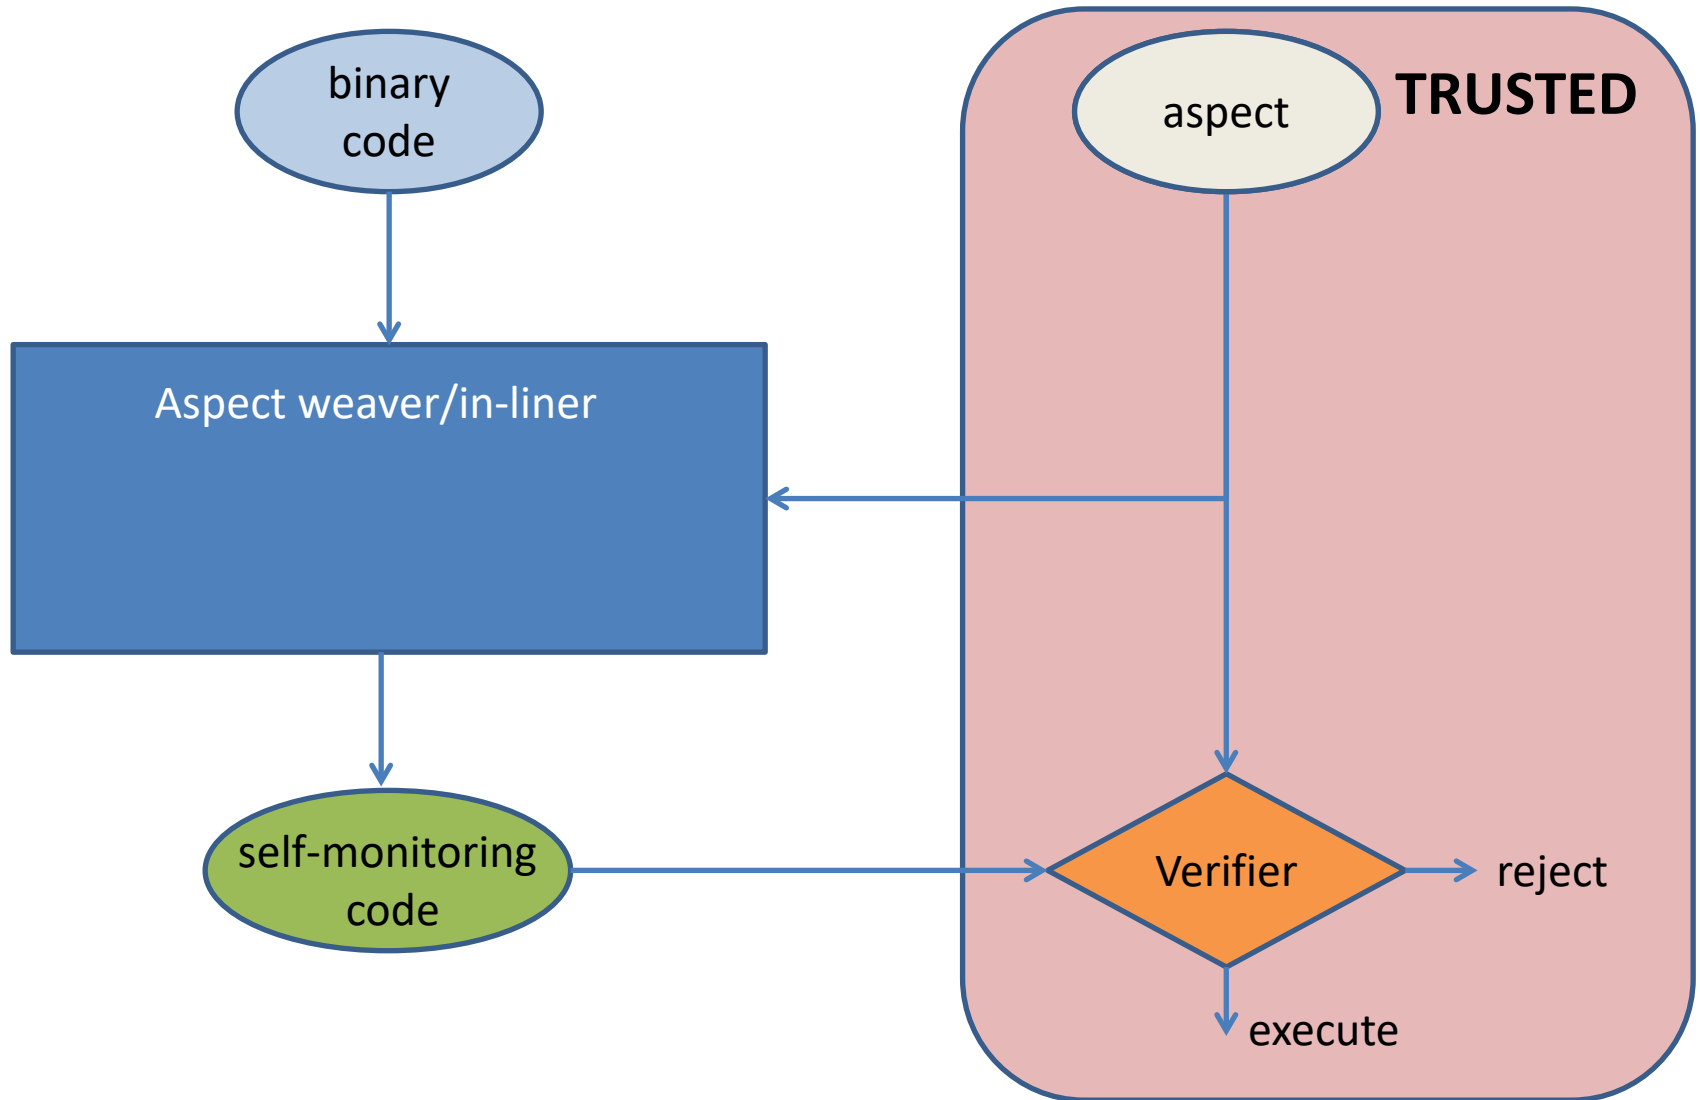 binary
code
aspect
TRUSTED
Aspect weaver/in-liner
self-monitoring
code
Verifier
reject
execute